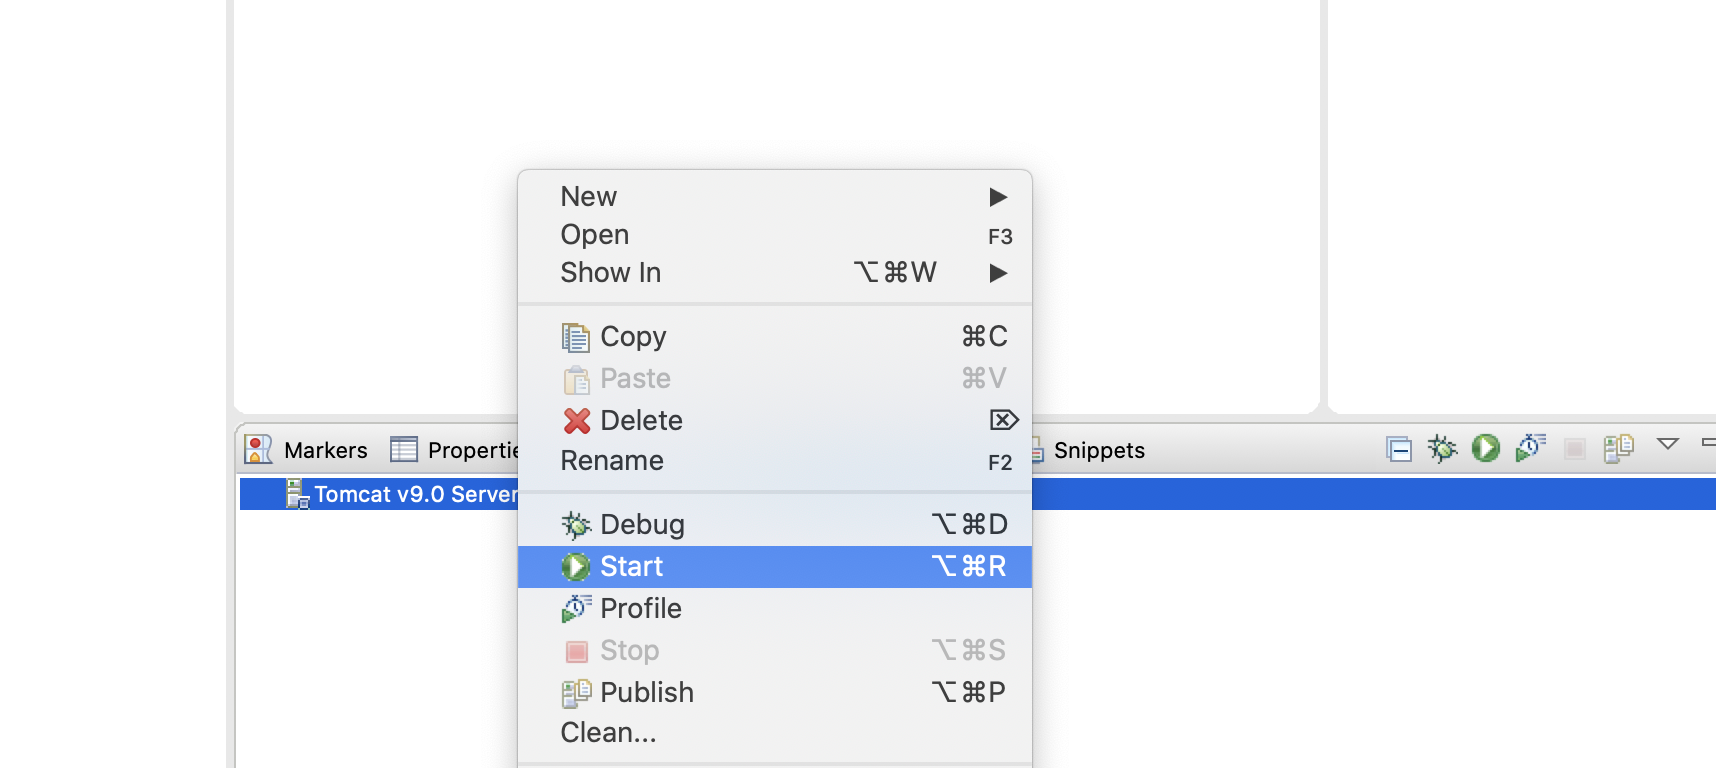 New
Open F3
Show In ⌥⌘W
Copy ⌘C
Paste ⌘V
Delete ⌦
Rename F2
Markers Propertie Snippets
Tomcat v9.0 Server
Debug ⌥⌘D
Start ⌥⌘R
Profile
Stop ⌥⌘S
Publish ⌥⌘P
Clean...